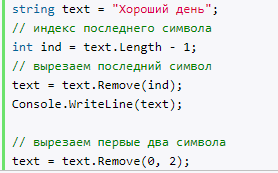 string text = "Хороший день";
// индекс последнего символа
int ind = text.Length - 1;
// вырезаем последний символ
text = text.Remove(ind);
Console.WriteLine(text);
// вырезаем первые два символа
text = text.Remove(0, 2);